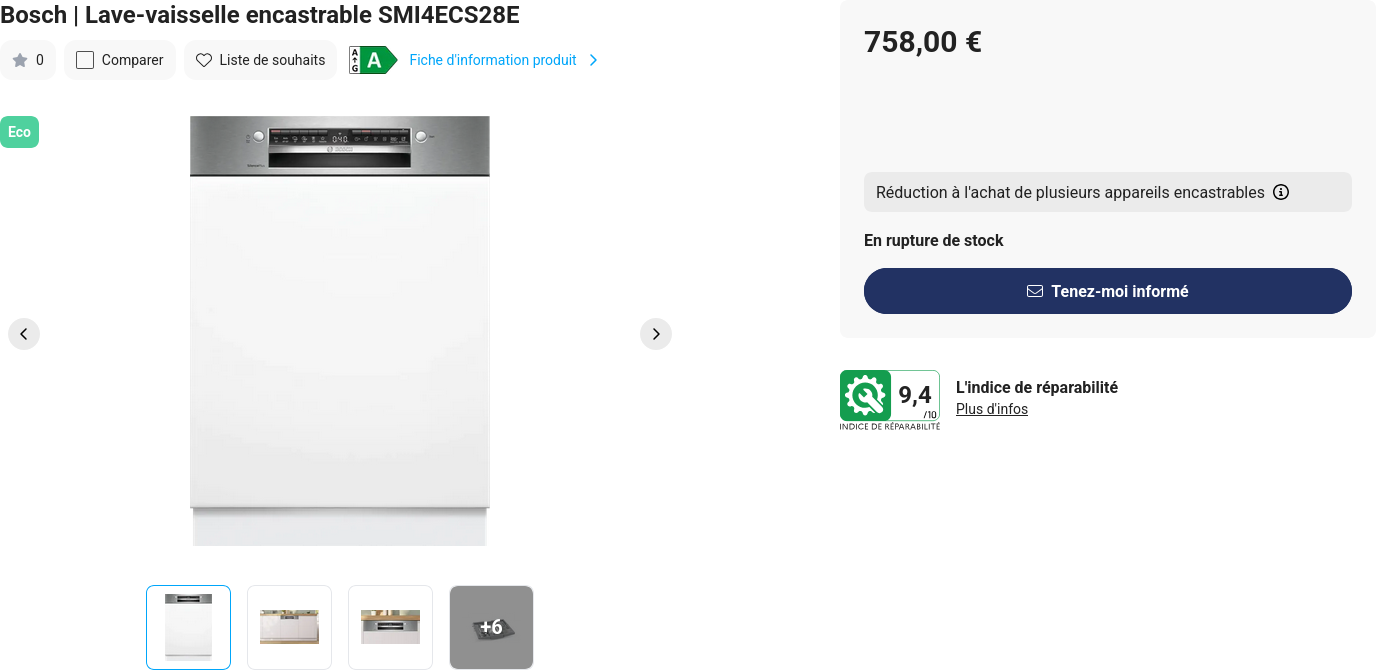 Bosch | Lave-vaisselle encastrable SMI4ECS28E
0
Comparer
Liste de souhaits
A
G
A
Fiche d'information produit
Eco
BOSCH
+6
758,00 €
Réduction à l'achat de plusieurs appareils encastrables
En rupture de stock
Tenez-moi informé
9,4
/10
INDICE DE RÉPARABILITÉ
L'indice de réparabilité
Plus d'infos